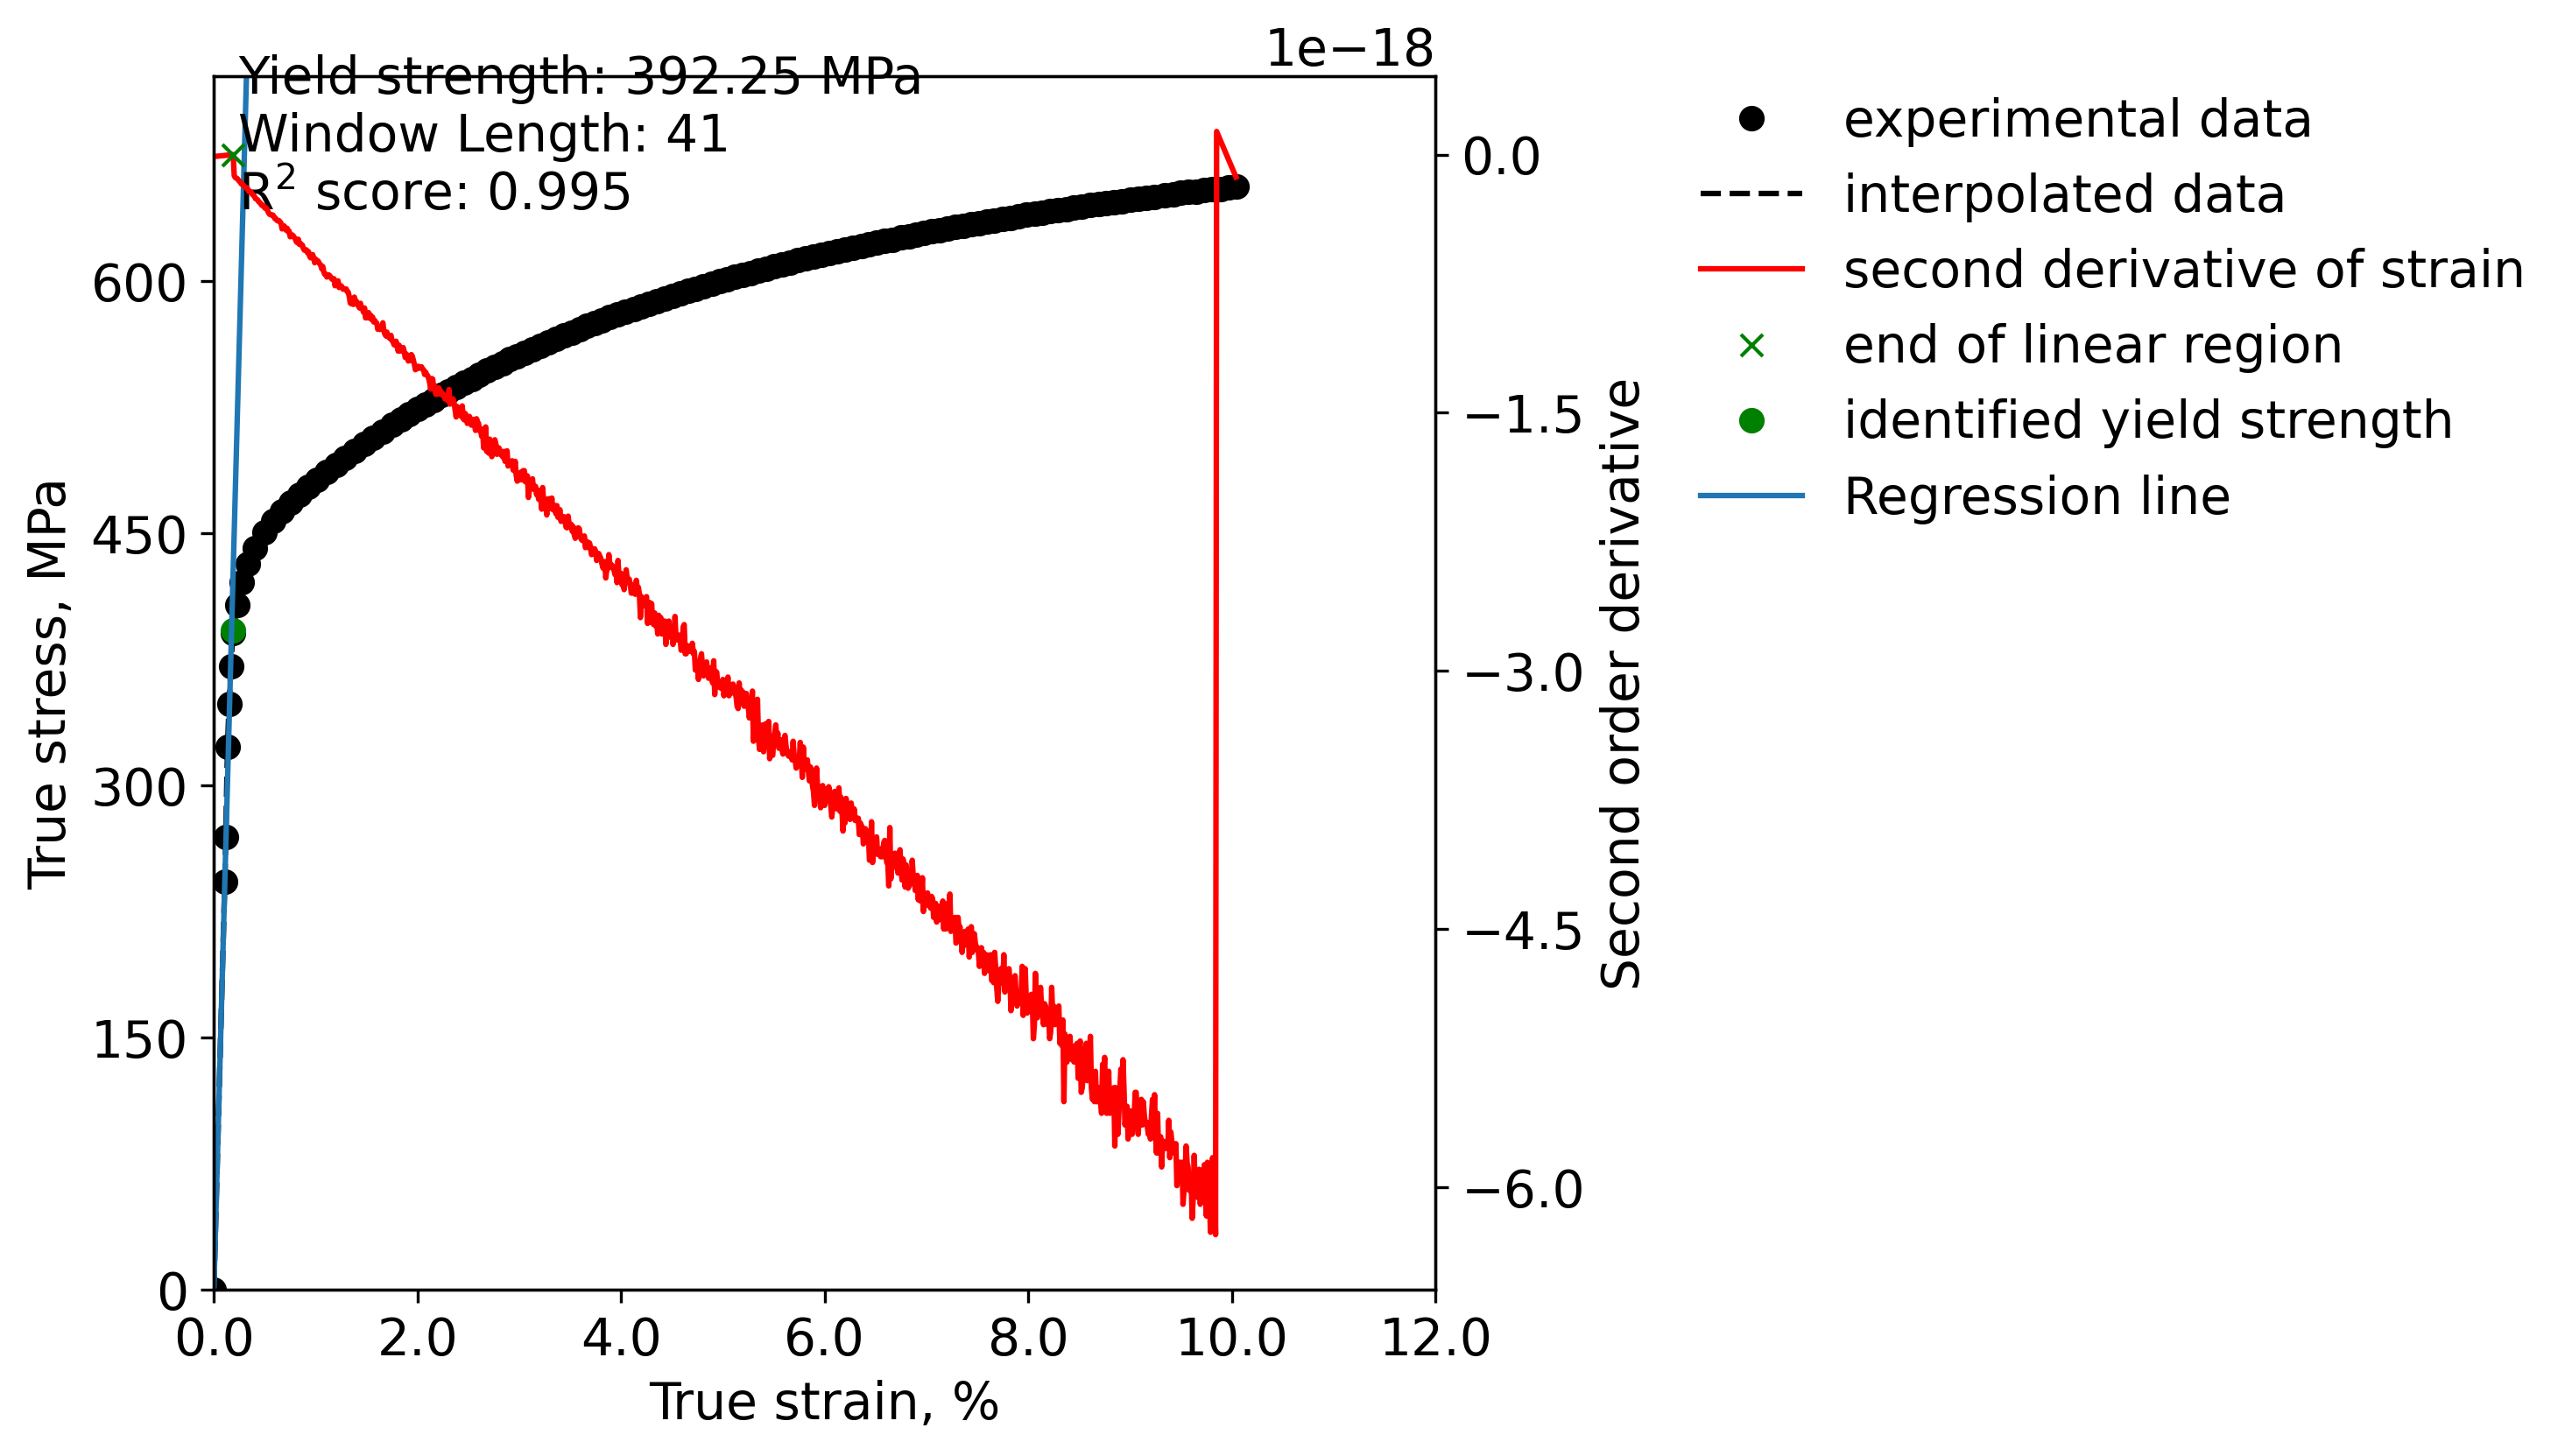 1e−18
Yield strength: 392.25 MPa
Window Length: 41
R² score: 0.995
600
450
300
150
0
True stress, MPa
0.0
2.0
4.0
6.0
8.0
10.0
12.0
True strain, %
0.0
−1.5
−3.0
−4.5
−6.0
Second order derivative
experimental data
interpolated data
second derivative of strain
end of linear region
identified yield strength
Regression line